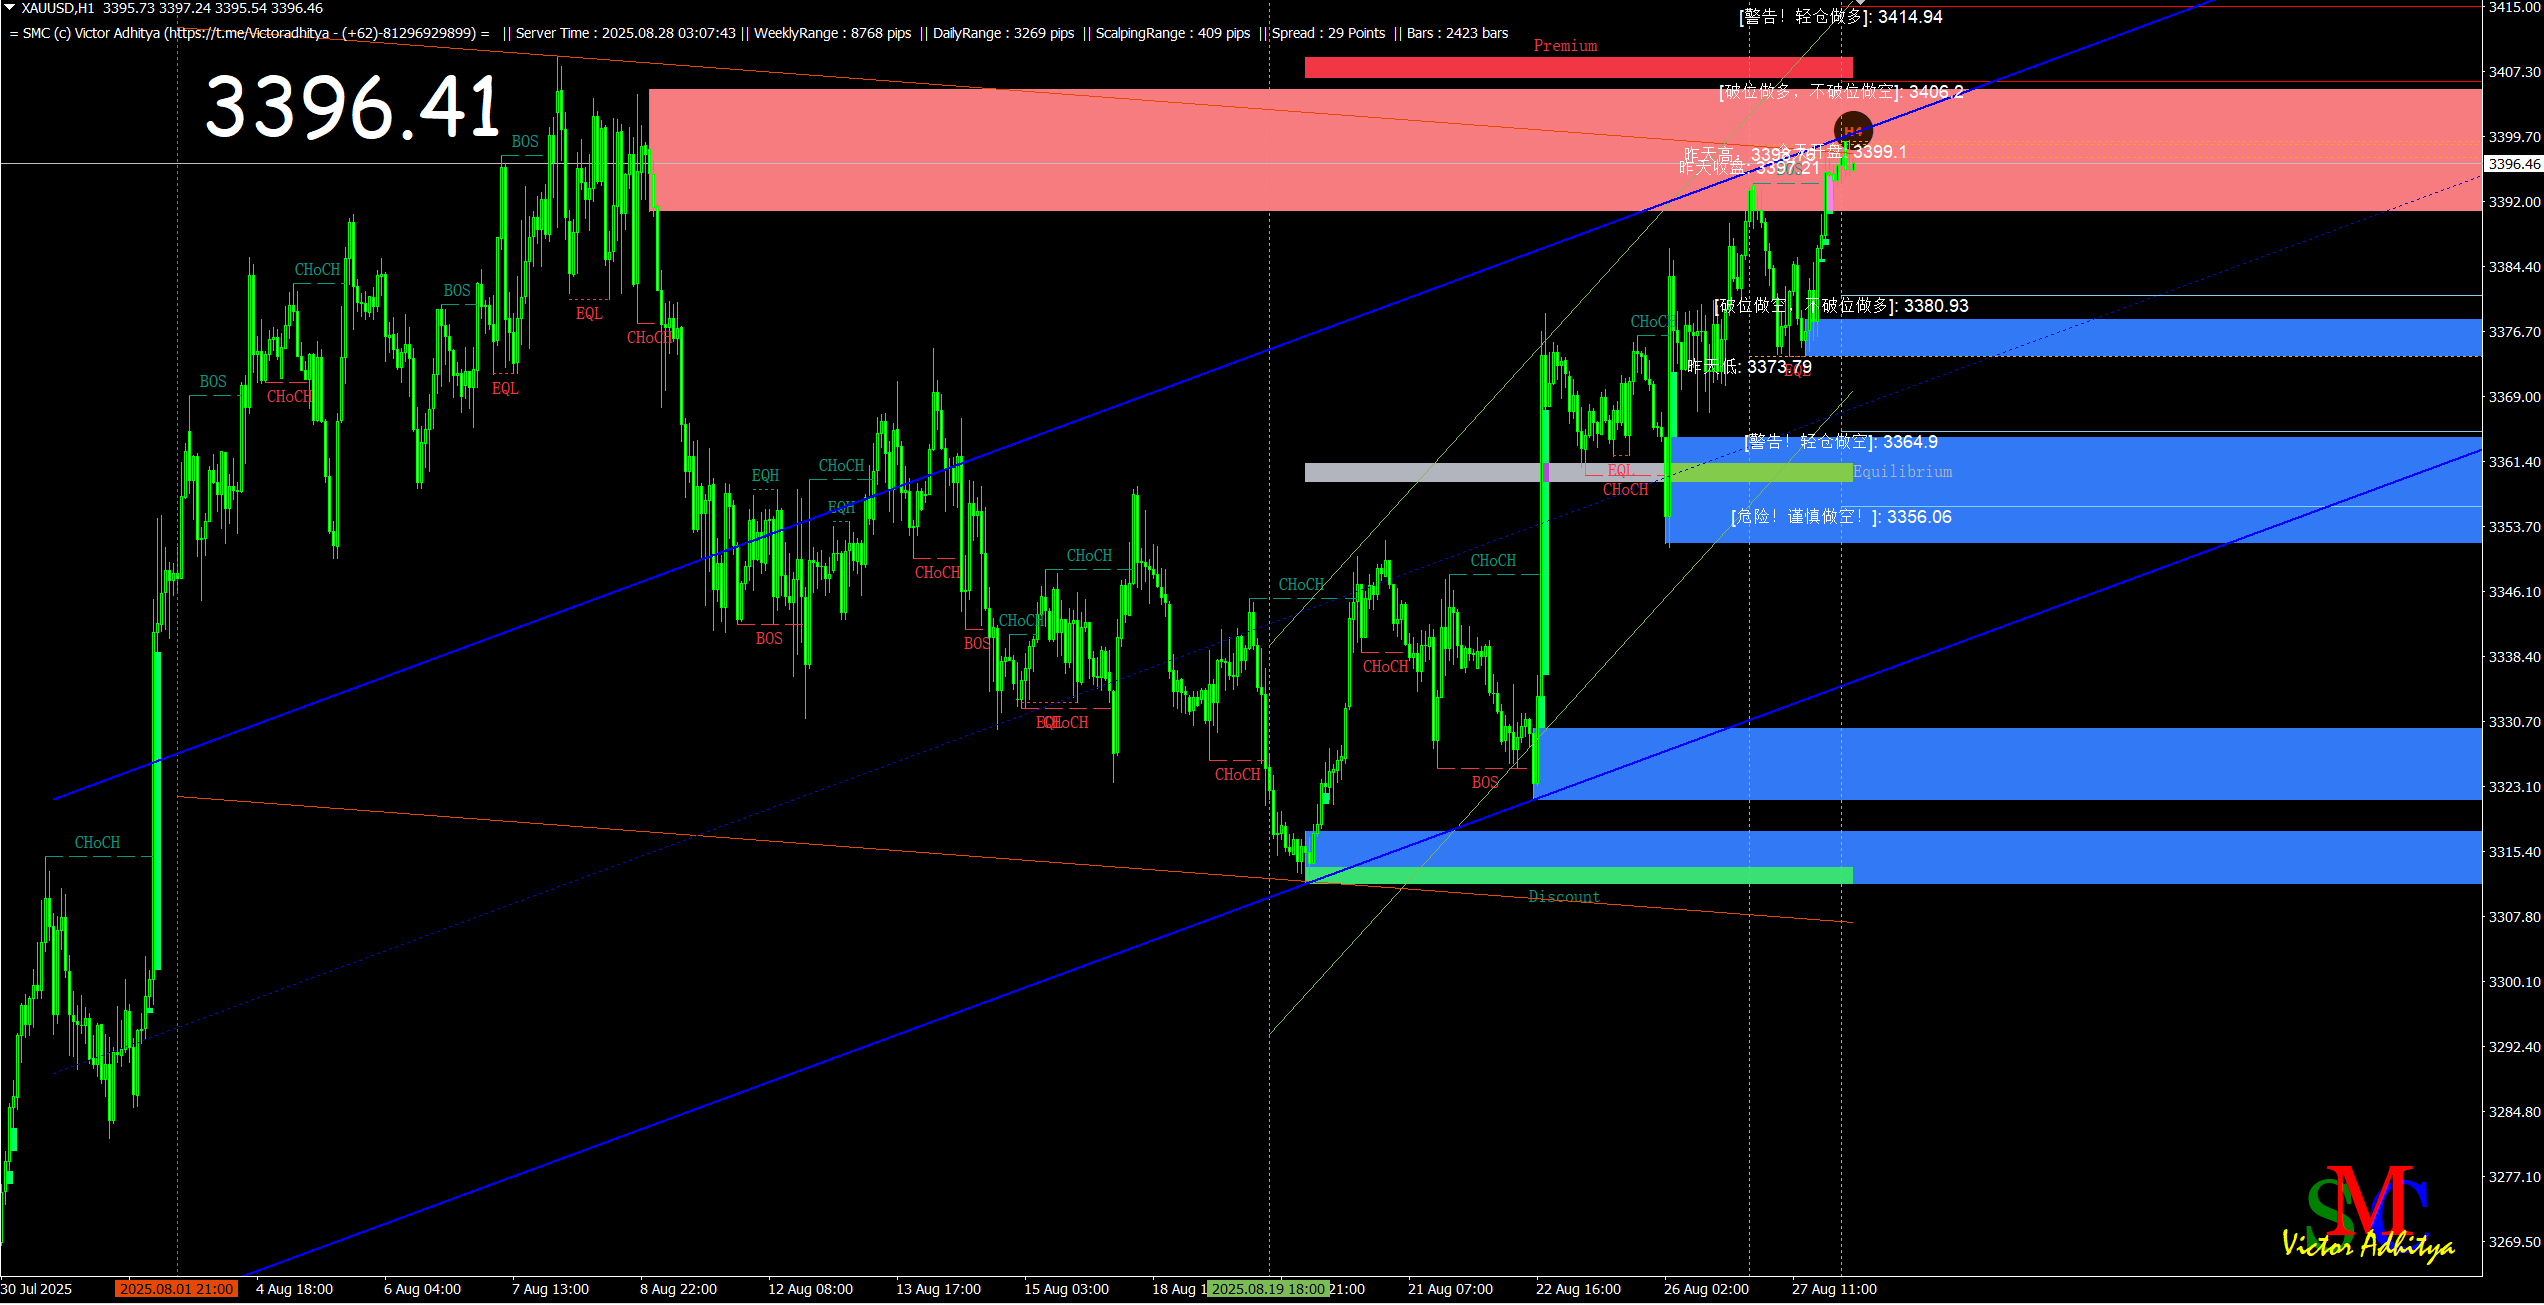 XAUUSD,H1 3395.73 3397.24 3395.54 3396.46
= SMC (c) Victor Adhitya (https://t.me/Victoradhitya - (+62)-81296929899) = || Server Time : 2025.08.28 03:07:43 || WeeklyRange : 8768 pips || DailyRange : 3269 pips || ScalpingRange : 409 pips || Spread : 29 Points || Bars : 2423 bars
[警告！轻仓做多]: 3414.94
Premium
3396.41
[破位做多，不破位做空]: 3406.2
H1
BOS
昨天高: 3398.76
今天开盘: 3399.1
昨天收盘: 3397.21
BOS
CHoCH
BOS
[破位做空，不破位做多]: 3380.93
EQL
CHoCH
CHoCH
昨天低: 3373.79
EQL
BOS
CHoCH
EQL
[警告！轻仓做空]: 3364.9
EQH
CHoCH
EQL
Equilibrium
CHoCH
EQH
[危险！谨慎做空！]: 3356.06
CHoCH
CHoCH
CHoCH
CHoCH
CHoCH
BOS
BOS
CHoCH
CHoCH
CHoCH
CHoCH
BOS
CHoCH
Discount
3415.00
3407.30
3399.70
3396.46
3392.00
3384.40
3376.70
3369.00
3361.40
3353.70
3346.10
3338.40
3330.70
3323.10
3315.40
3307.80
3300.10
3292.40
3284.80
3277.10
3269.50
SMC
Victor Adhitya
30 Jul 2025
2025.08.01 21:00
4 Aug 18:00
6 Aug 04:00
7 Aug 13:00
8 Aug 22:00
12 Aug 08:00
13 Aug 17:00
15 Aug 03:00
18 Aug 1
2025.08.19 18:00
21:00
21 Aug 07:00
22 Aug 16:00
26 Aug 02:00
27 Aug 11:00